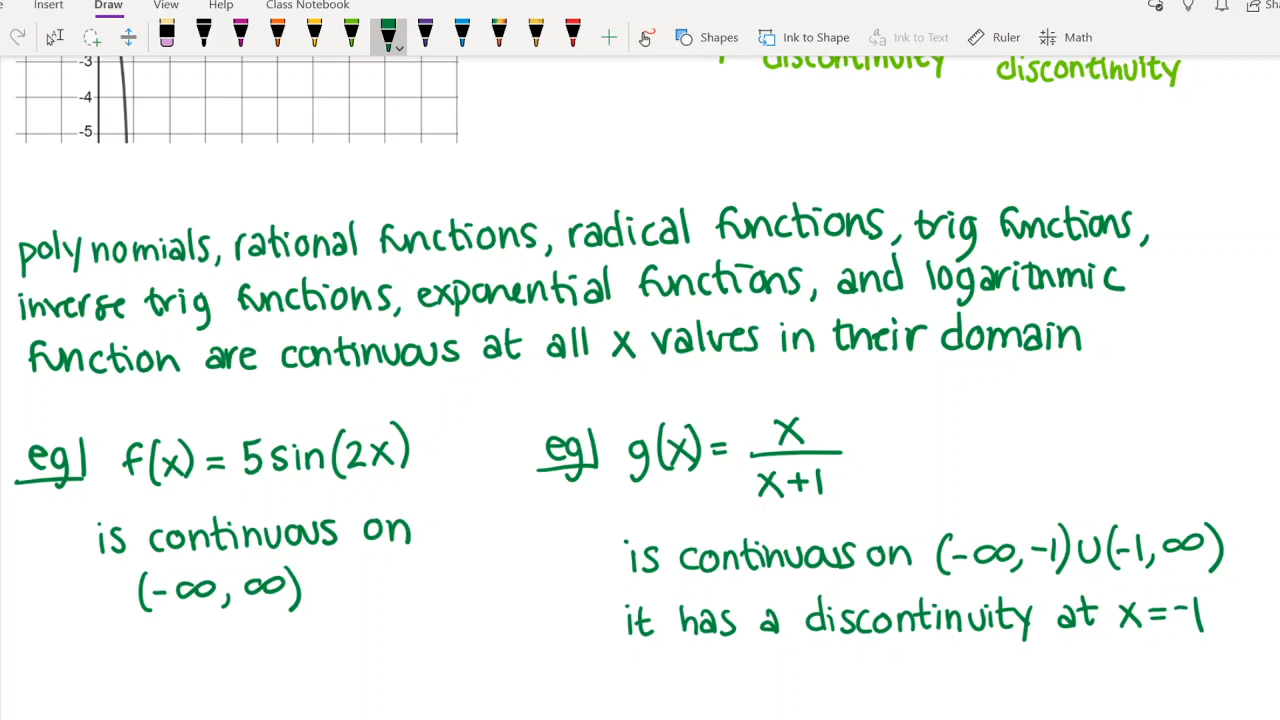 Insert Draw View Help Class Notebook
Shapes Ink to Shape Ink to Text Ruler Math
-3
-4
-5
discontinuity discontinuity
polynomials, rational functions, radical functions, trig functions,
inverse trig functions, exponential functions, and logarithmic
function are continuous at all x values in their domain
eg) f(x) = 5sin(2x)
is continuous on
(-∞, ∞)
eg) g(x) = x/(x+1)
is continuous on (-∞, -1)∪(-1, ∞)
it has a discontinuity at x=-1